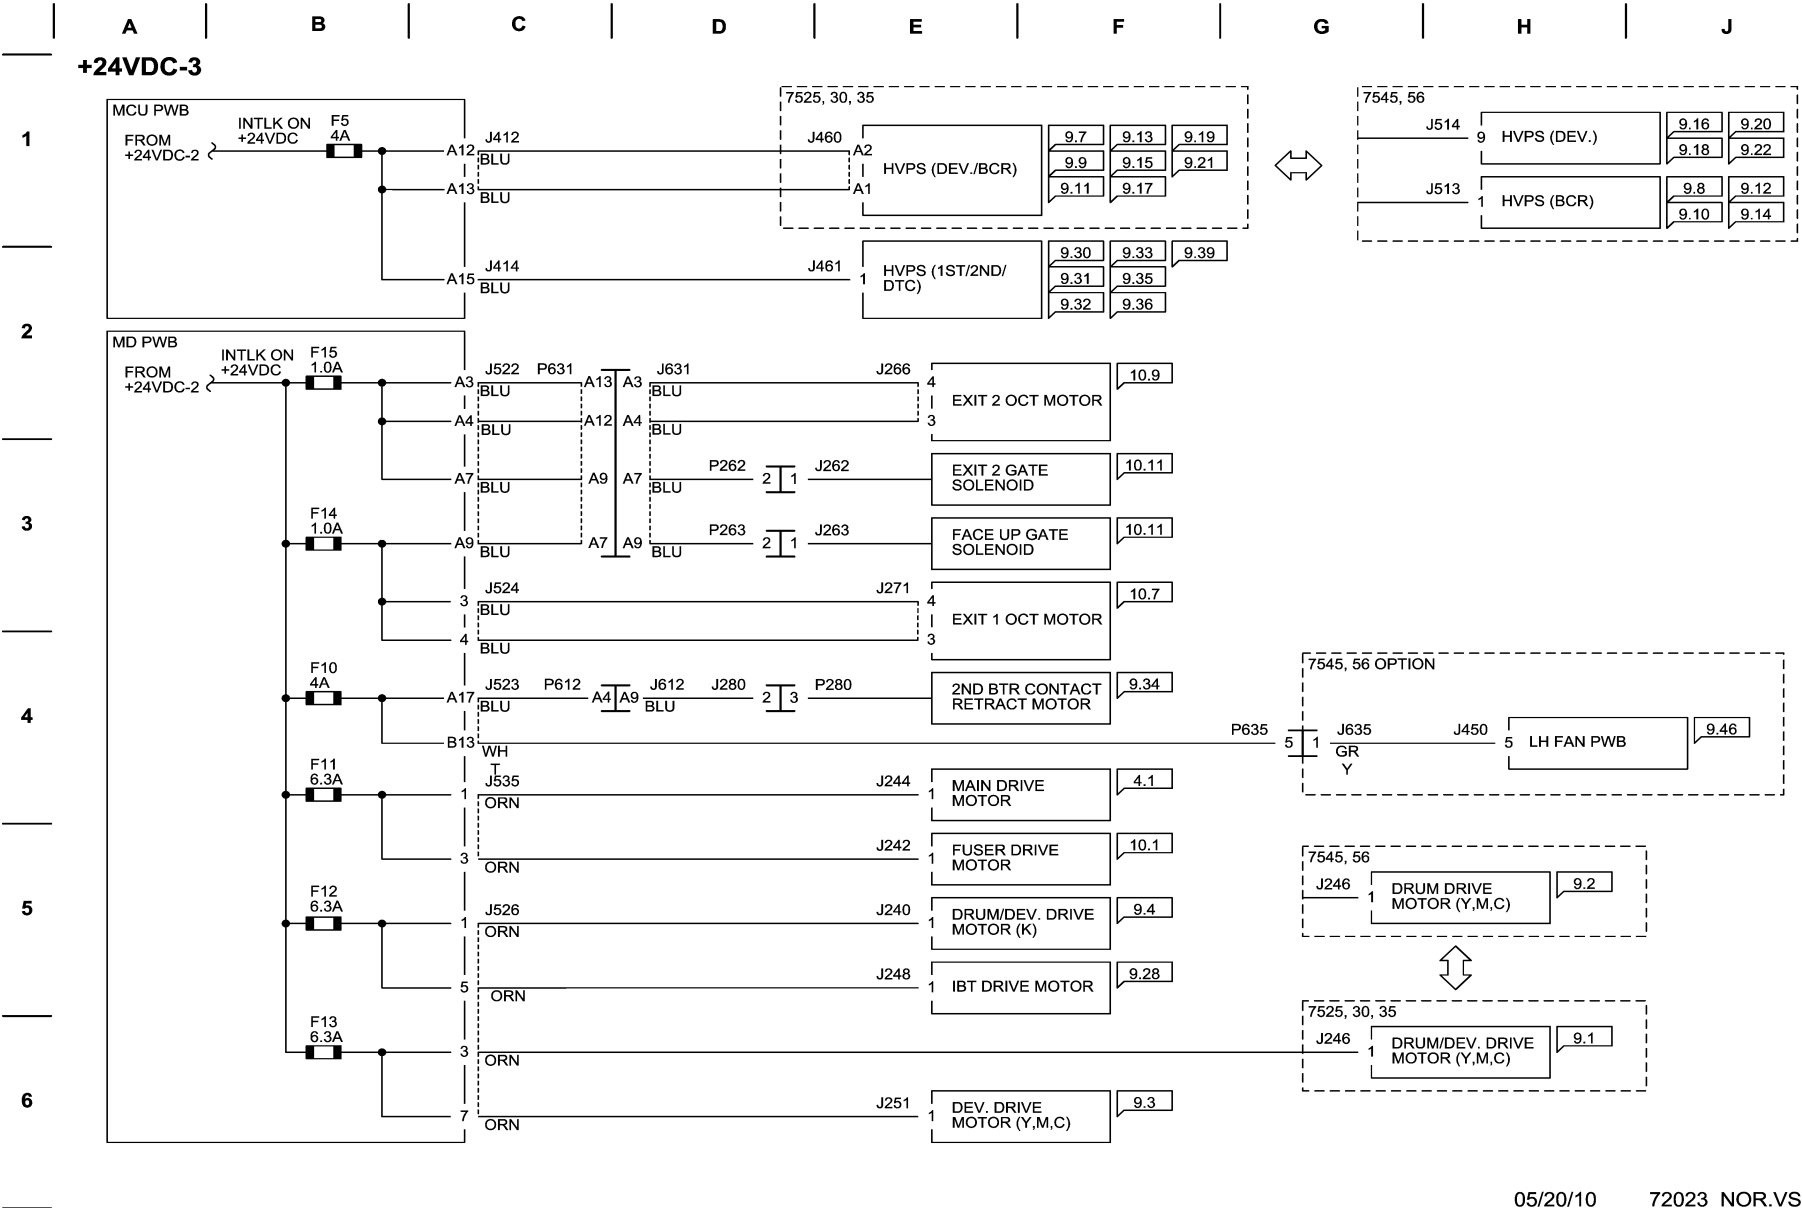 A B C D E F G H J
+24VDC-3
1
MCU PWB
FROM
+24VDC-2
INTLK ON
+24VDC
F5
4A
A12 J412
BLU
A13
BLU
A15 J414
BLU
7525, 30, 35
J460 A2
A1
HVPS (DEV./BCR)
9.7 9.13 9.19
9.9 9.15 9.21
9.11 9.17
7545, 56
J514 9 HVPS (DEV.)
9.16 9.20
9.18 9.22
J513 1 HVPS (BCR)
9.8 9.12
9.10 9.14
J461 1
HVPS (1ST/2ND/
DTC)
9.30 9.33 9.39
9.31 9.35
9.32 9.36
2
MD PWB
FROM
+24VDC-2
INTLK ON
+24VDC
F15
1.0A
A3 J522 P631 A13 A3 J631 J266 4
BLU BLU
A4 A12 A4 3
BLU BLU
EXIT 2 OCT MOTOR
10.9
3
A7 A9 A7 P262 2 1 J262
BLU BLU
EXIT 2 GATE
SOLENOID
10.11
F14
1.0A
A9 A7 A9 P263 2 1 J263
BLU BLU
FACE UP GATE
SOLENOID
10.11
3 J524 J271 4
BLU
4 3
BLU
EXIT 1 OCT MOTOR
10.7
4
F10
4A
A17 J523 P612 A4 A9 J612 J280 2 3 P280
BLU BLU
2ND BTR CONTACT
RETRACT MOTOR
9.34
B13
WH
T
7545, 56 OPTION
P635 5 1 J635 J450 5
GR
Y
LH FAN PWB
9.46
F11
6.3A
1 J535 J244 1
ORN
MAIN DRIVE
MOTOR
4.1
3 J242 1
ORN
FUSER DRIVE
MOTOR
10.1
5
F12
6.3A
1 J526 J240 1
ORN
DRUM/DEV. DRIVE
MOTOR (K)
9.4
7545, 56
J246 1
DRUM DRIVE
MOTOR (Y,M,C)
9.2
5 J248 1
ORN
IBT DRIVE MOTOR
9.28
6
F13
6.3A
3
ORN
7525, 30, 35
J246 1
DRUM/DEV. DRIVE
MOTOR (Y,M,C)
9.1
7 J251 1
ORN
DEV. DRIVE
MOTOR (Y,M,C)
9.3
05/20/10 72023 NOR.VS